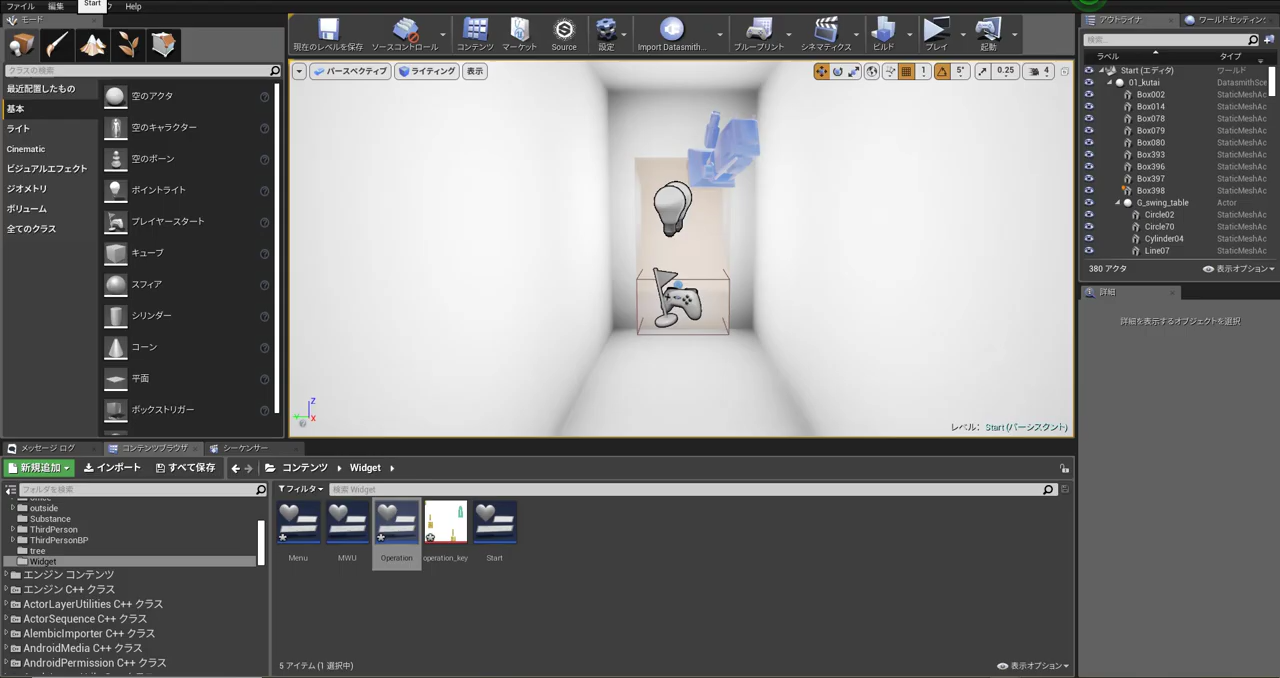 ファイル 編集 Start Help
モード
クラスの検索
最近配置したもの
基本
ライト
Cinematic
ビジュアルエフェクト
ジオメトリ
ボリューム
全てのクラス
空のアクタ
空のキャラクター
空のポーン
ポイントライト
プレイヤースタート
キューブ
スフィア
シリンダー
コーン
平面
ボックストリガー
現在のレベルを保存 ソースコントロール コンテンツ マーケット Source 設定 Import Datasmith... ブループリント シネマティクス ビルド プレイ 起動
パースペクティブ ライティング 表示
1 5° 0.25 4
Z
Y X
レベル: Start (パーシスタント)
アウトライナ ワールドセッティン
検索...
ラベル タイプ
Start (エディタ) ワールド
01_kutai DatasmithSce
Box002 StaticMeshAc
Box014 StaticMeshAc
Box078 StaticMeshAc
Box079 StaticMeshAc
Box080 StaticMeshAc
Box393 StaticMeshAc
Box396 StaticMeshAc
Box397 StaticMeshAc
Box398 StaticMeshAc
G_swing_table Actor
Circle02 StaticMeshAc
Circle70 StaticMeshAc
Cylinder04 StaticMeshAc
Line07 StaticMeshAc
380 アクタ 表示オプション
詳細
詳細を表示するオブジェクトを選択
メッセージ ログ コンテンツブラウザ シーケンサー
新規追加 インポート すべて保存 コンテンツ Widget
フォルダを検索
フィルタ 検索 Widget
outside
Substance
ThirdPerson
ThirdPersonBP
tree
Widget
エンジン コンテンツ
エンジン C++ クラス
ActorLayerUtilities C++ クラス
ActorSequence C++ クラス
AlembicImporter C++ クラス
AndroidMedia C++ クラス
AndroidPermission C++ クラス
Menu MWU Operation operation_key Start
5 アイテム (1 選択中) 表示オプション